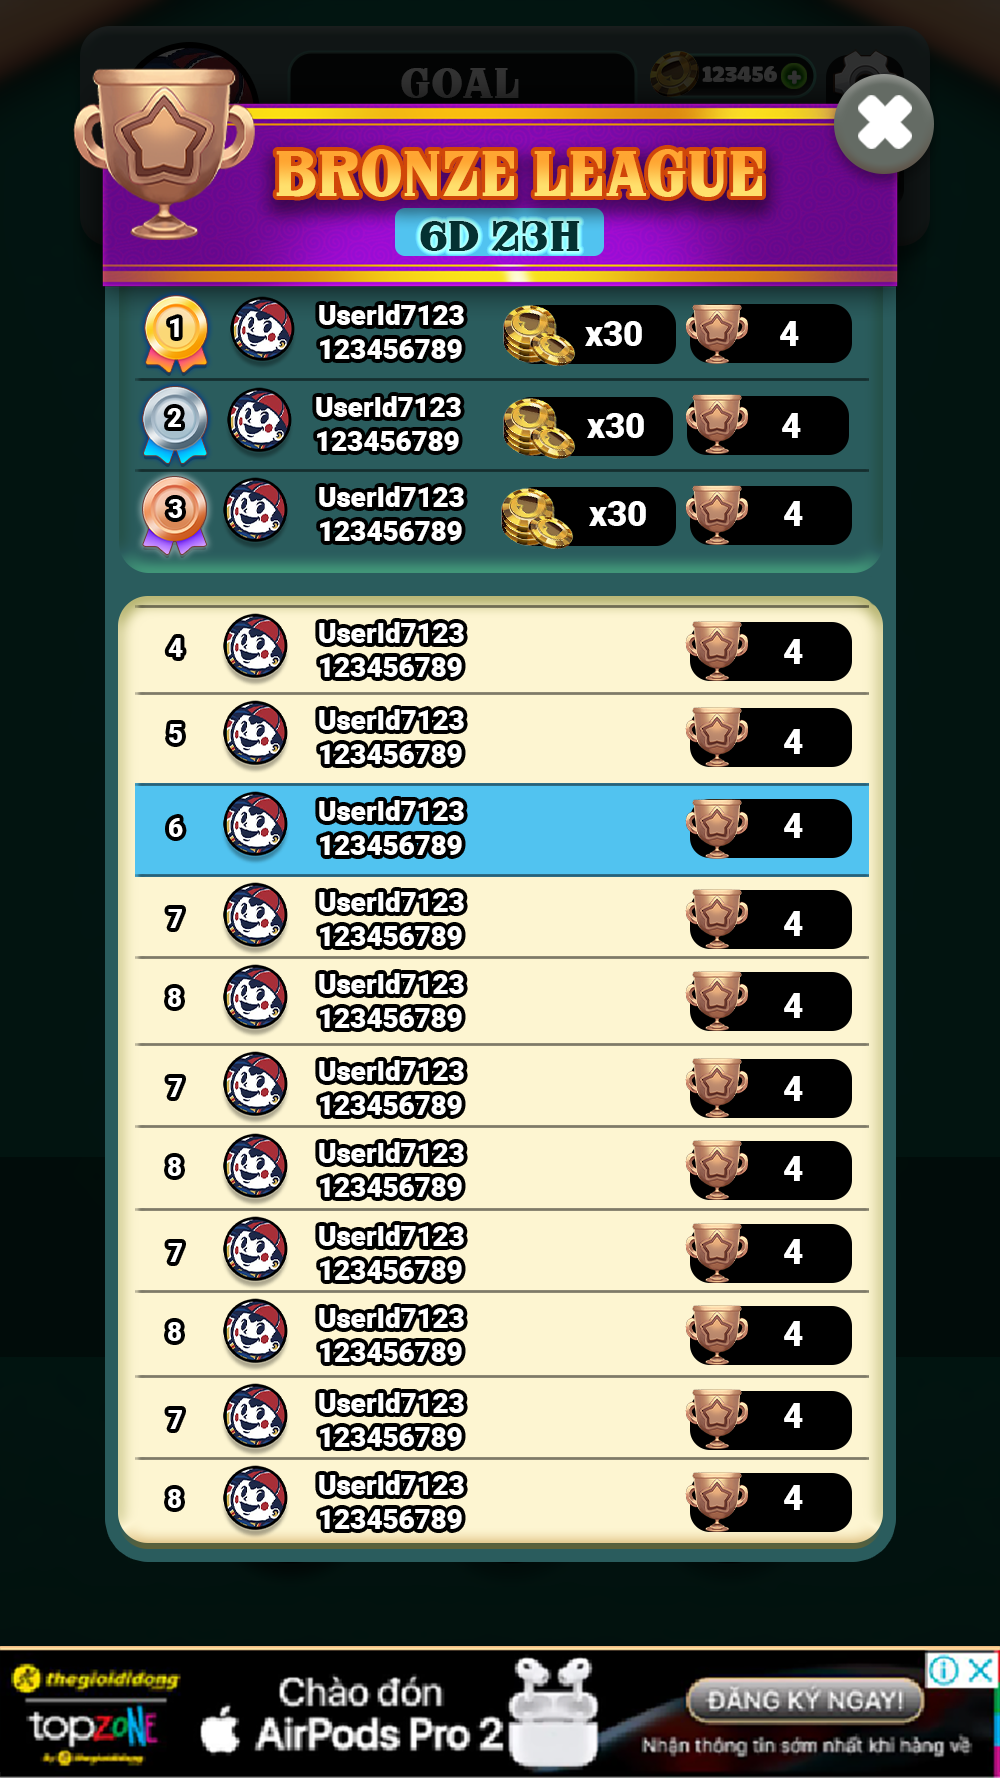 GOAL
123456
BRONZE LEAGUE
6D 23H
1
UserId7123
123456789
x30
4
2
UserId7123
123456789
x30
4
3
UserId7123
123456789
x30
4
4
UserId7123
123456789
4
5
UserId7123
123456789
4
6
UserId7123
123456789
4
7
UserId7123
123456789
4
8
UserId7123
123456789
4
7
UserId7123
123456789
4
8
UserId7123
123456789
4
7
UserId7123
123456789
4
8
UserId7123
123456789
4
7
UserId7123
123456789
4
8
UserId7123
123456789
4
thegioididong
topzone
by thegioididong
Chào đón
AirPods Pro 2
ĐĂNG KÝ NGAY!
Nhận thông tin sớm nhất khi hàng về